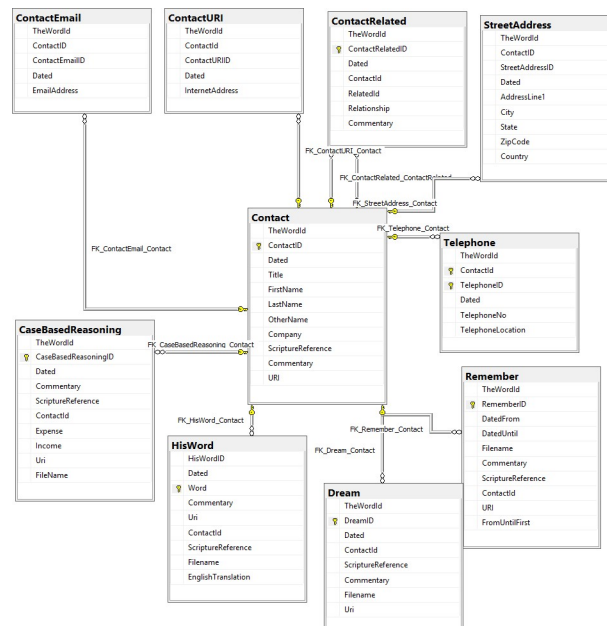 ContactEmail
TheWordId
ContactID
ContactEmailID
Dated
EmailAddress
ContactURI
TheWordId
ContactId
ContactURIID
Dated
InternetAddress
ContactRelated
TheWordId
ContactRelatedID
Dated
ContactId
RelatedId
Relationship
Commentary
StreetAddress
TheWordId
ContactID
StreetAddressID
Dated
AddressLine1
City
State
ZipCode
Country
FK_ContactURI_Contact
FK_ContactRelated_ContactRelated
FK_StreetAddress_Contact
FK_Telephone_Contact
FK_ContactEmail_Contact
Contact
TheWordId
ContactID
Dated
Title
FirstName
LastName
OtherName
Company
ScriptureReference
Commentary
URI
Telephone
TheWordId
ContactId
TelephoneID
Dated
TelephoneNo
TelephoneLocation
CaseBasedReasoning
TheWordId
CaseBasedReasoningID
Dated
Commentary
ScriptureReference
ContactId
Expense
Income
Uri
FileName
FK_CaseBasedReasoning_Contact
FK_HisWord_Contact
FK_Remember_Contact
FK_Dream_Contact
Remember
TheWordId
RememberID
DatedFrom
DatedUntil
Filename
Commentary
ScriptureReference
ContactId
URI
FromUntilFirst
HisWord
HisWordID
Dated
Word
Commentary
Uri
ContactId
ScriptureReference
Filename
EnglishTranslation
Dream
TheWordId
DreamID
Dated
ContactId
ScriptureReference
Commentary
Filename
Uri